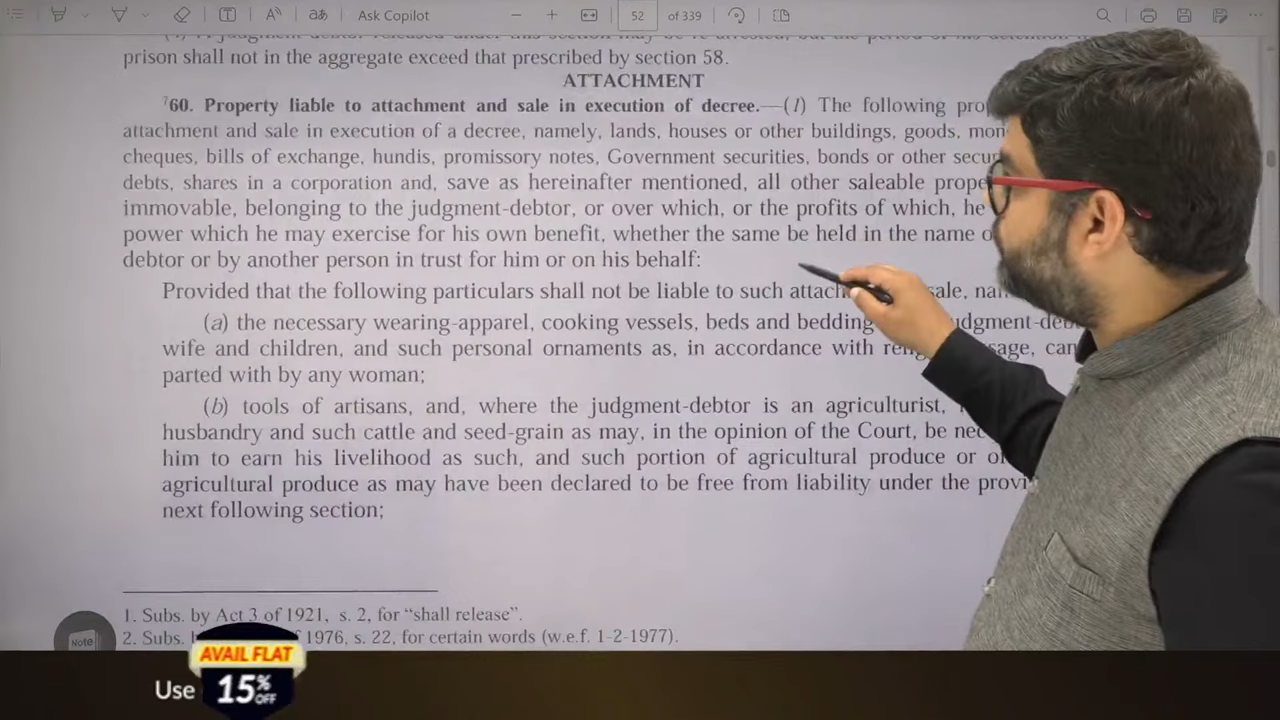 Ask Copilot
52 of 339
prison shall not in the aggregate exceed that prescribed by section 58.
ATTACHMENT
⁷60. Property liable to attachment and sale in execution of decree.—(1) The following
attachment and sale in execution of a decree, namely, lands, houses or other buildings, goods,
cheques, bills of exchange, hundis, promissory notes, Government securities, bonds or other
debts, shares in a corporation and, save as hereinafter mentioned, all other saleable
immovable, belonging to the judgment-debtor, or over which, or the profits of which, he
power which he may exercise for his own benefit, whether the same be held in the name
debtor or by another person in trust for him or on his behalf:
Provided that the following particulars shall not be liable to such
(a) the necessary wearing-apparel, cooking vessels, beds and bedding
wife and children, and such personal ornaments as, in accordance with
parted with by any woman;
(b) tools of artisans, and, where the judgment-debtor is an agriculturist,
husbandry and such cattle and seed-grain as may, in the opinion of the Court, be
him to earn his livelihood as such, and such portion of agricultural produce or
agricultural produce as may have been declared to be free from liability under the
next following section;
1. Subs. by Act 3 of 1921, s. 2, for “shall release”.
2. Subs. of 1976, s. 22, for certain words (w.e.f. 1-2-1977).
Note
AVAIL FLAT
Use 15% OFF